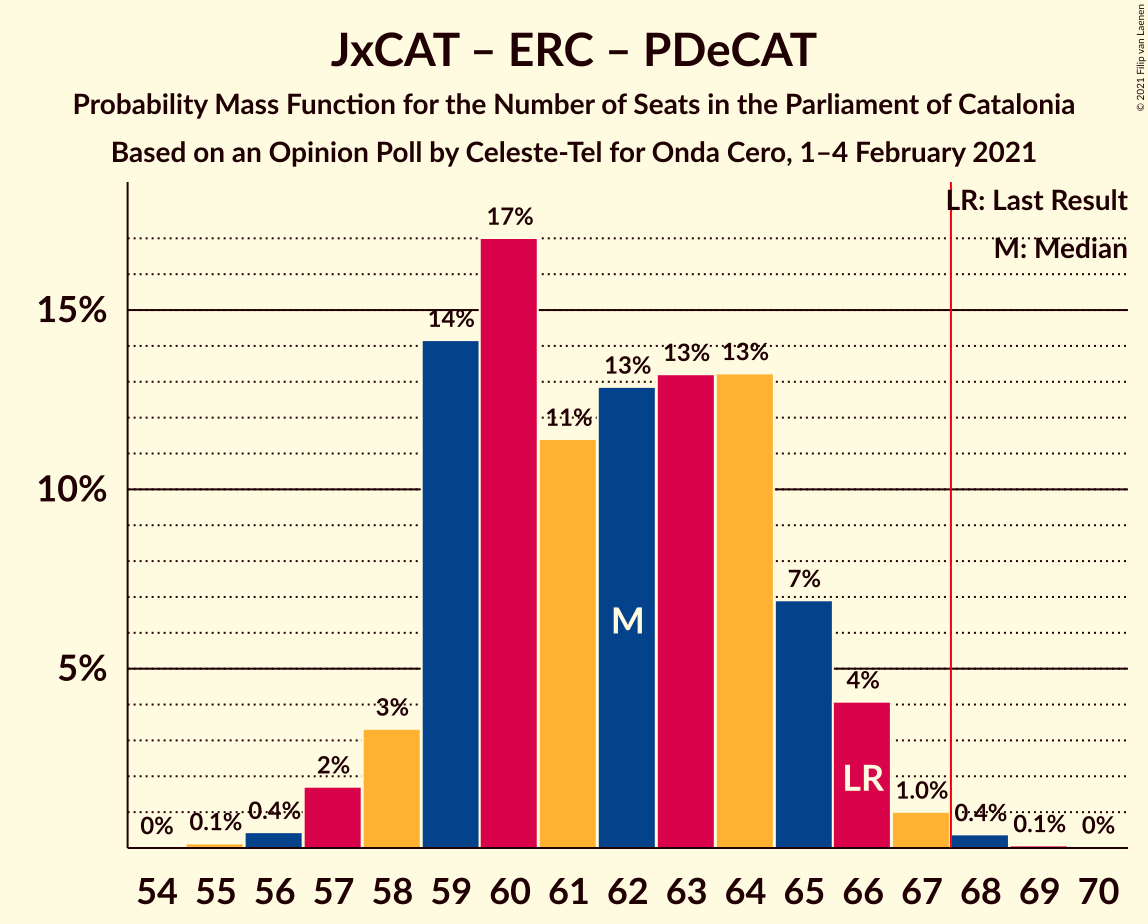 JxCAT – ERC – PDeCAT
Probability Mass Function for the Number of Seats in the Parliament of Catalonia
Based on an Opinion Poll by Celeste-Tel for Onda Cero, 1–4 February 2021
© 2021 Filip van Laenen
LR: Last Result
M: Median
15%
10%
5%
0%
0.1%
0.4%
2%
3%
14%
17%
11%
13%
13%
13%
7%
4%
1.0%
0.4%
0.1%
0%
M
LR
54 55 56 57 58 59 60 61 62 63 64 65 66 67 68 69 70